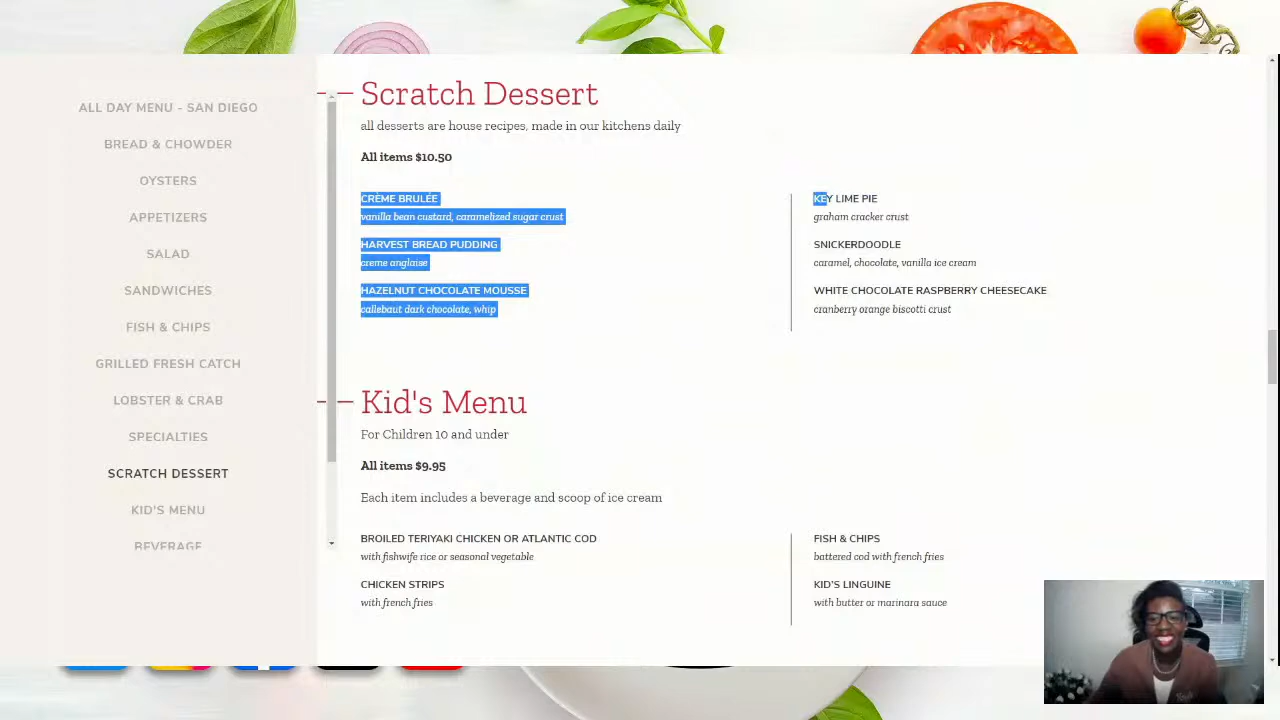 ALL DAY MENU - SAN DIEGO
BREAD & CHOWDER
OYSTERS
APPETIZERS
SALAD
SANDWICHES
FISH & CHIPS
GRILLED FRESH CATCH
LOBSTER & CRAB
SPECIALTIES
SCRATCH DESSERT
KID'S MENU
BEVERAGE
Scratch Dessert
all desserts are house recipes, made in our kitchens daily
All items $10.50
CRÈME BRULÉE
vanilla bean custard, caramelized sugar crust
HARVEST BREAD PUDDING
creme anglaise
HAZELNUT CHOCOLATE MOUSSE
callebaut dark chocolate, whip
KEY LIME PIE
graham cracker crust
SNICKERDOODLE
caramel, chocolate, vanilla ice cream
WHITE CHOCOLATE RASPBERRY CHEESECAKE
cranberry orange biscotti crust
Kid's Menu
For Children 10 and under
All items $9.95
Each item includes a beverage and scoop of ice cream
BROILED TERIYAKI CHICKEN OR ATLANTIC COD
with fishwife rice or seasonal vegetable
CHICKEN STRIPS
with french fries
FISH & CHIPS
battered cod with french fries
KID'S LINGUINE
with butter or marinara sauce